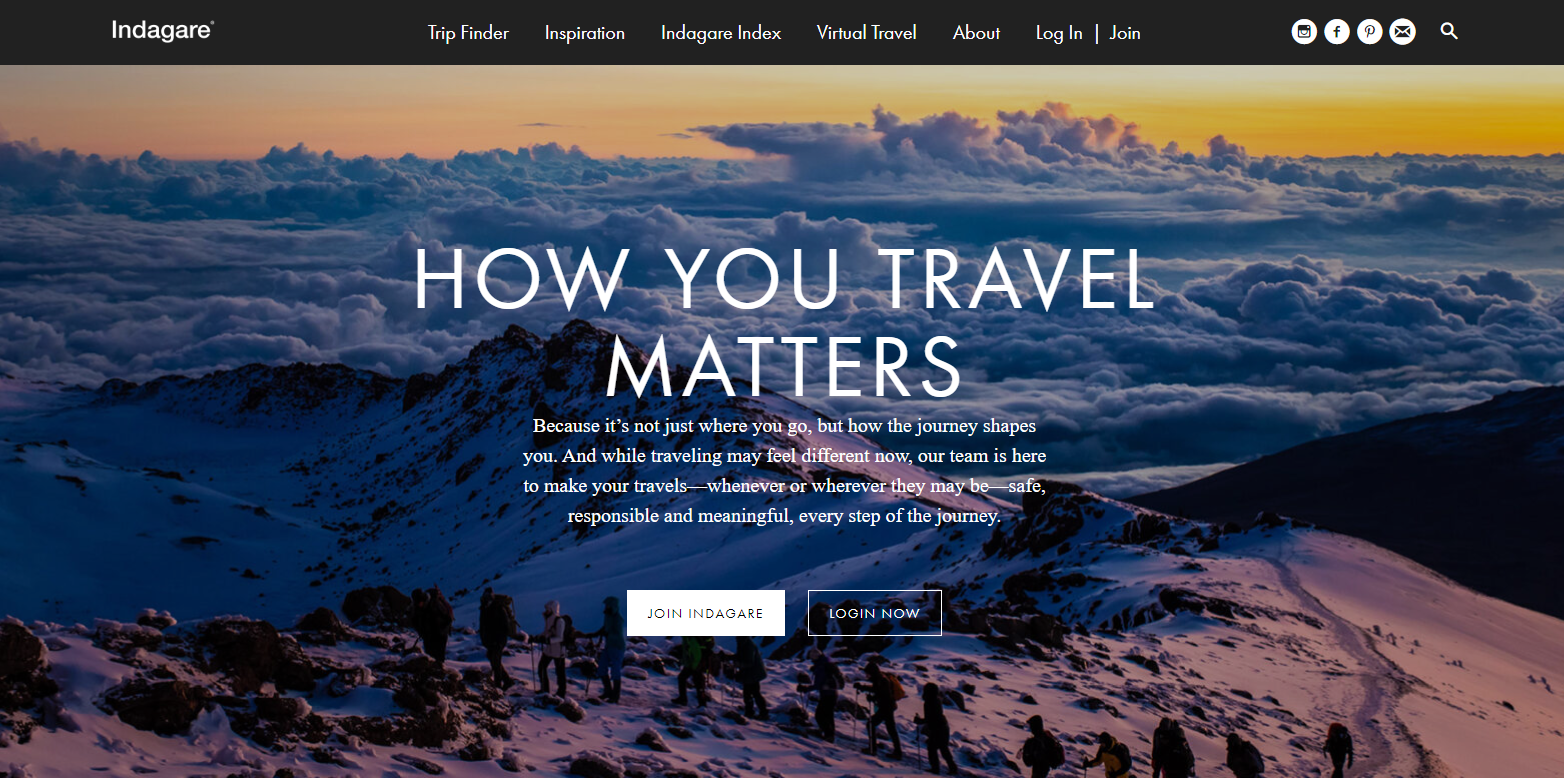 Indagare®
Trip Finder Inspiration Indagare Index Virtual Travel About Log In | Join
HOW YOU TRAVEL
MATTERS
Because it’s not just where you go, but how the journey shapes
you. And while traveling may feel different now, our team is here
to make your travels—whenever or wherever they may be—safe,
responsible and meaningful, every step of the journey.
JOIN INDAGARE LOGIN NOW